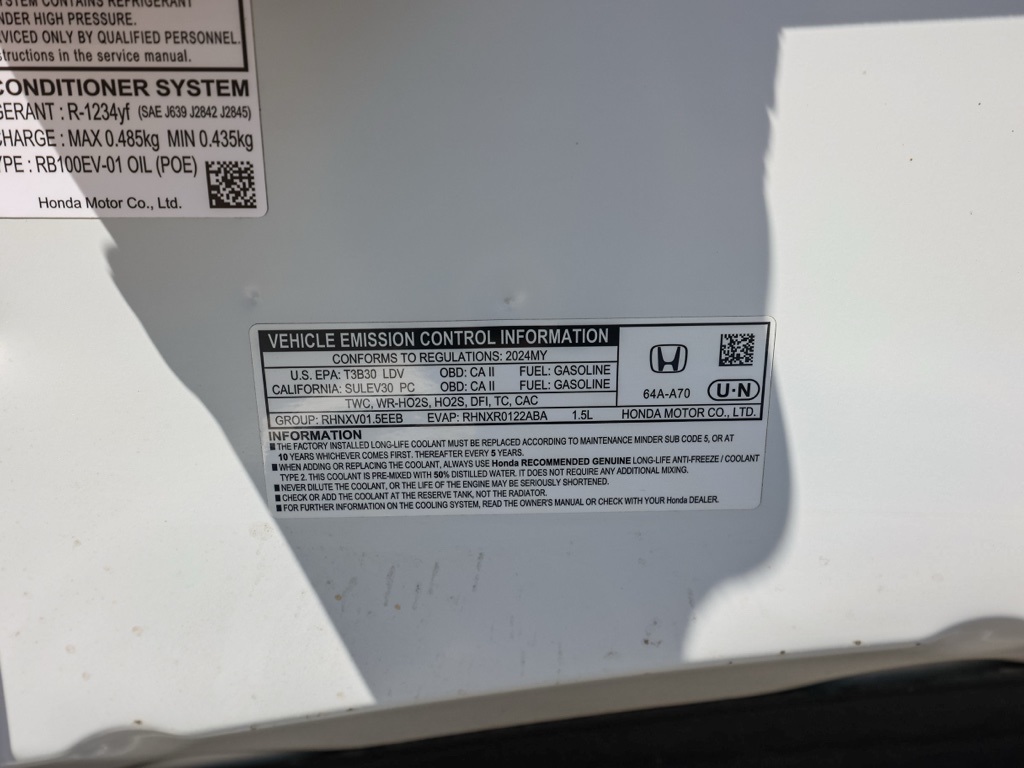 SYSTEM CONTAINS REFRIGERANT
UNDER HIGH PRESSURE.
ONLY BY QUALIFIED PERSONNEL.
in the service manual.
CONDITIONER SYSTEM
: R-1234yf (SAE J639 J2842 J2845)
CHARGE : MAX 0.485kg MIN 0.435kg
: RB100EV-01 OIL (POE)
Honda Motor Co., Ltd.
VEHICLE EMISSION CONTROL INFORMATION
CONFORMS TO REGULATIONS: 2024MY
U.S. EPA: T3B30 LDV OBD: CA II FUEL: GASOLINE
CALIFORNIA: SULEV30 PC OBD: CA II FUEL: GASOLINE
TWC, WR-HO2S, HO2S, DFI, TC, CAC
GROUP: RHNXV01.5EEB EVAP: RHNXR0122ABA 1.5L
64A-A70 U·N
HONDA MOTOR CO., LTD.
INFORMATION
■ THE FACTORY INSTALLED LONG-LIFE COOLANT MUST BE REPLACED ACCORDING TO MAINTENANCE MINDER SUB CODE 5, OR AT
10 YEARS WHICHEVER COMES FIRST. THEREAFTER EVERY 5 YEARS.
■ WHEN ADDING OR REPLACING THE COOLANT, ALWAYS USE Honda RECOMMENDED GENUINE LONG-LIFE ANTI-FREEZE / COOLANT
TYPE 2. THIS COOLANT IS PRE-MIXED WITH 50% DISTILLED WATER. IT DOES NOT REQUIRE ANY ADDITIONAL MIXING.
■ NEVER DILUTE THE COOLANT, OR THE LIFE OF THE ENGINE MAY BE SERIOUSLY SHORTENED.
■ CHECK OR ADD THE COOLANT AT THE RESERVE TANK, NOT THE RADIATOR.
■ FOR FURTHER INFORMATION ON THE COOLING SYSTEM, READ THE OWNER'S MANUAL OR CHECK WITH YOUR Honda DEALER.